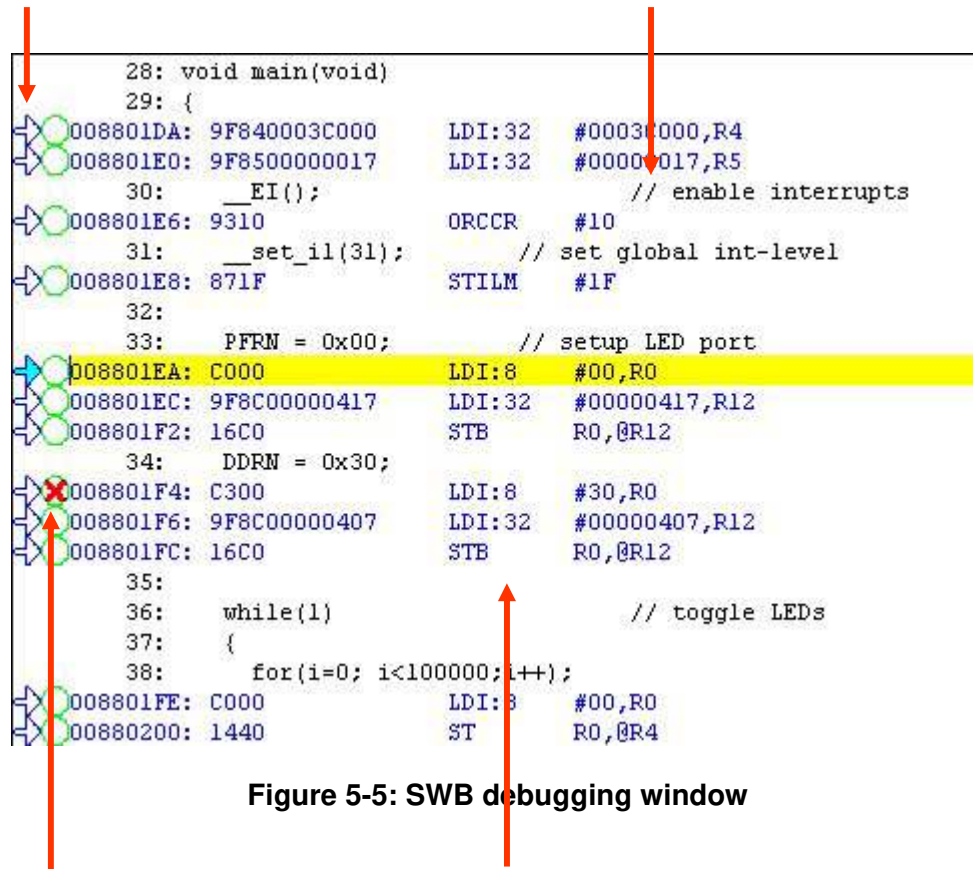 28: void main(void)
29: {
008801DA: 9F840003C000 LDI:32 #0003C000,R4
008801E0: 9F8500000017 LDI:32 #00000017,R5
30: __EI(); // enable interrupts
008801E6: 9310 ORCCR #10
31: __set_il(31); // set global int-level
008801E8: 871F STILM #1F
32:
33: PFRN = 0x00; // setup LED port
008801EA: C000 LDI:8 #00,R0
008801EC: 9F8C00000417 LDI:32 #00000417,R12
008801F2: 16C0 STB R0,@R12
34: DDRN = 0x30;
008801F4: C300 LDI:8 #30,R0
008801F6: 9F8C00000407 LDI:32 #00000407,R12
008801FC: 16C0 STB R0,@R12
35:
36: while(1) // toggle LEDs
37: {
38: for(i=0; i<100000;i++);
008801FE: C000 LDI:8 #00,R0
00880200: 1440 ST R0,@R4
Figure 5-5: SWB debugging window